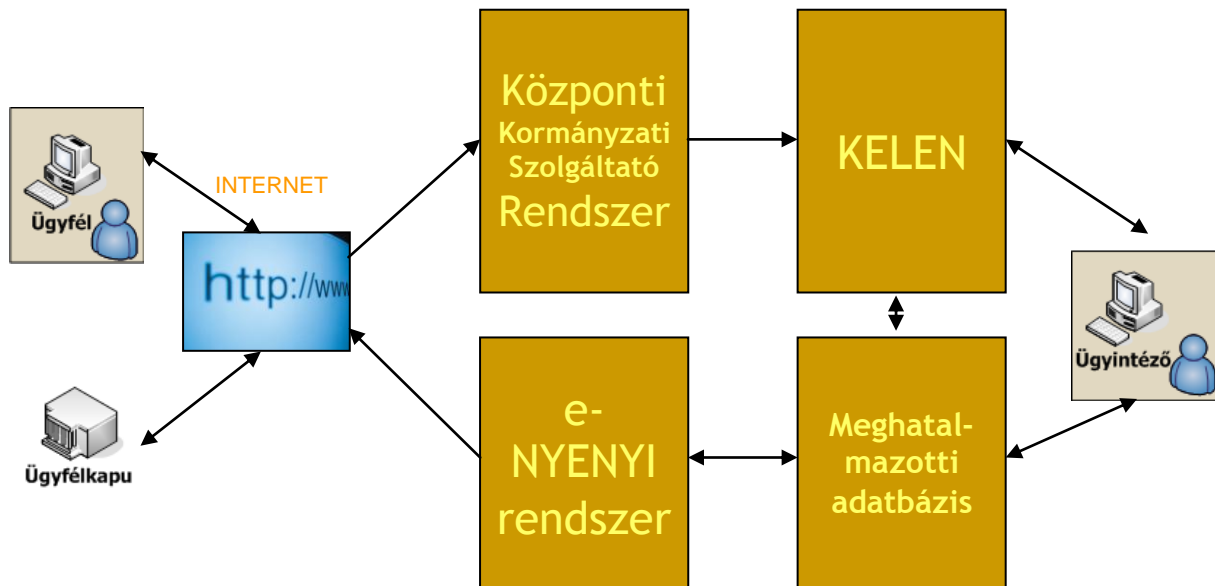 Ügyfél
INTERNET
http://www
Ügyfélkapu
Központi
Kormányzati
Szolgáltató
Rendszer
KELEN
e-
NYENYI
rendszer
Meghatal-
mazotti
adatbázis
Ügyintéző